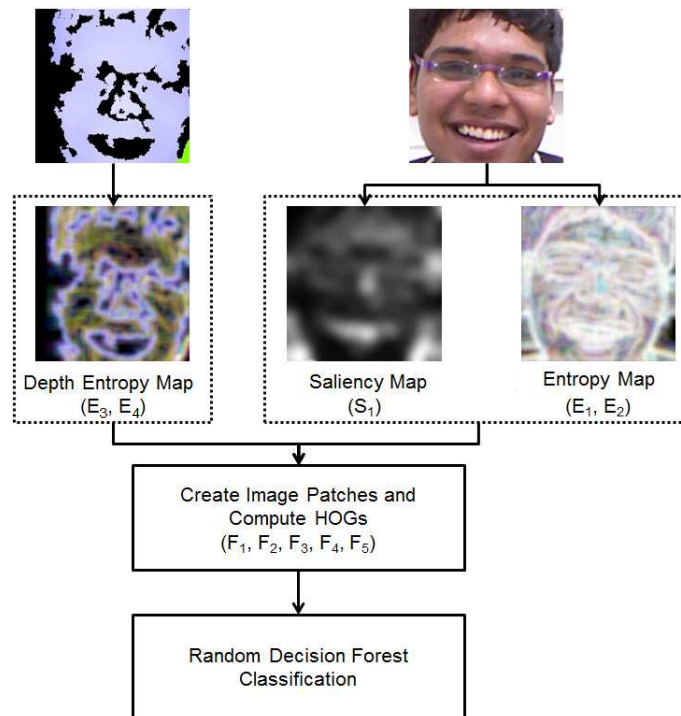 Depth Entropy Map
(E₃, E₄)
Saliency Map
(S₁)
Entropy Map
(E₁, E₂)
Create Image Patches and
Compute HOGs
(F₁, F₂, F₃, F₄, F₅)
Random Decision Forest
Classification